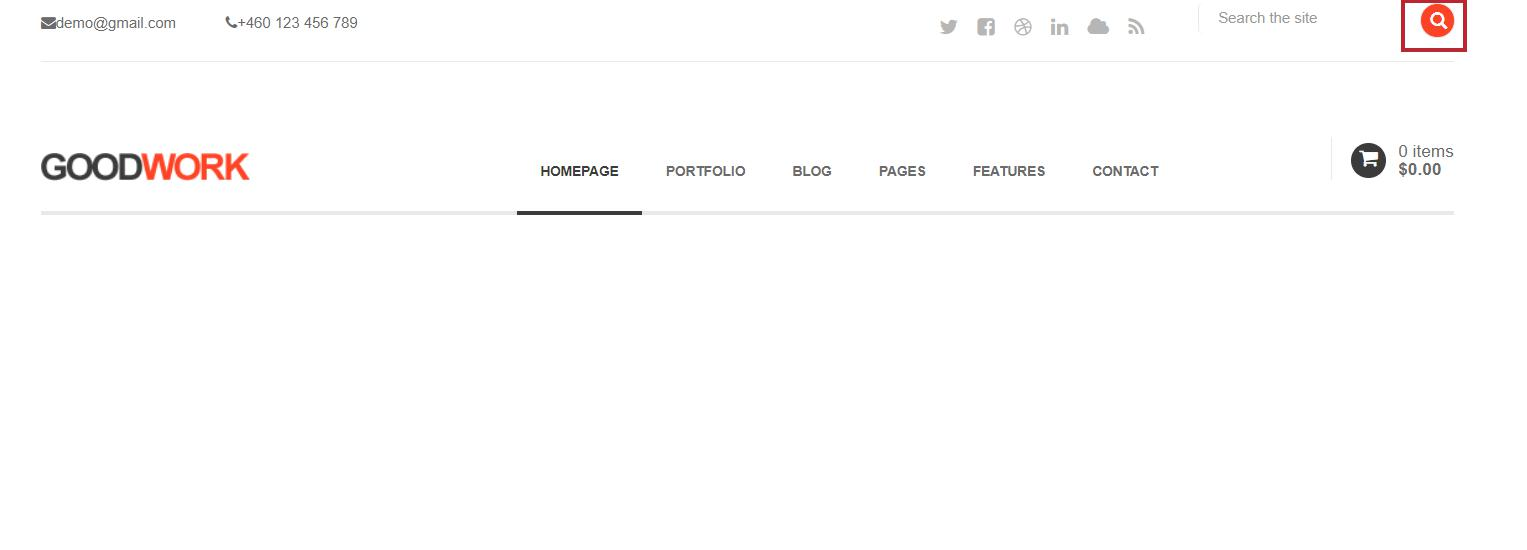 demo@gmail.com +460 123 456 789 Search the site
GOODWORK HOMEPAGE PORTFOLIO BLOG PAGES FEATURES CONTACT 0 items
$0.00